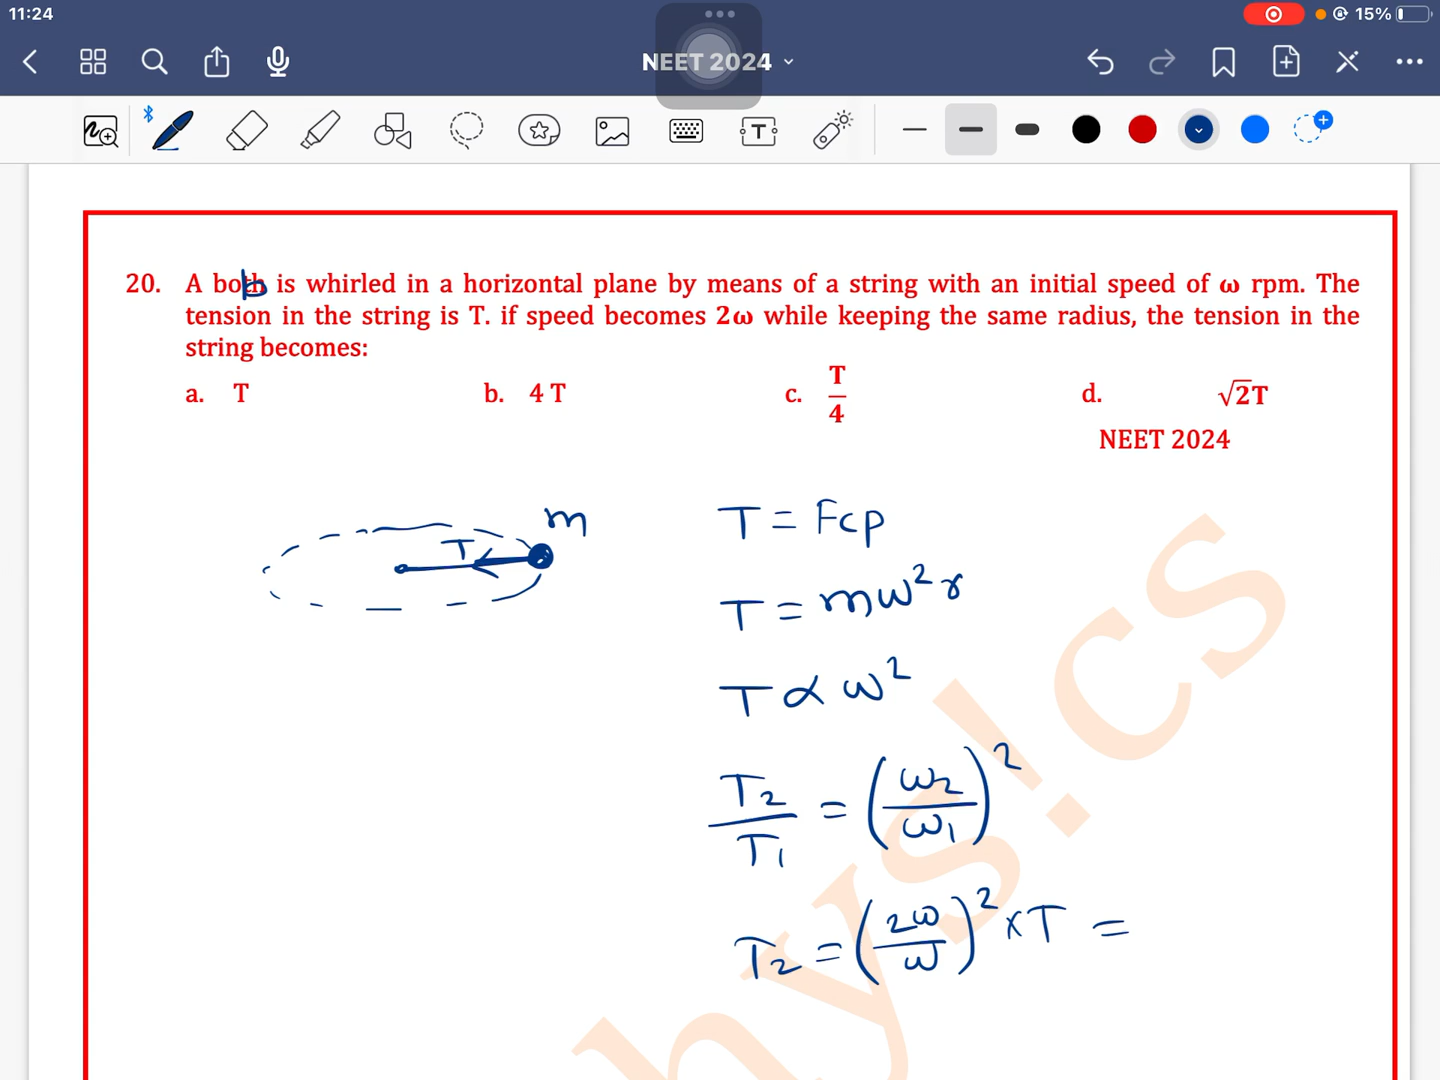 11:24
15%
NEET 2024
20. A bob is whirled in a horizontal plane by means of a string with an initial speed of ω rpm. The
tension in the string is T. if speed becomes 2ω while keeping the same radius, the tension in the
string becomes:
a. T b. 4 T c. T/4 d. √2T
NEET 2024
m
T
T = Fcp
T = mω²r
T ∝ ω²
T₂/T₁ = (ω₂/ω₁)²
T₂ = (2ω/ω)² × T =
hys!cs